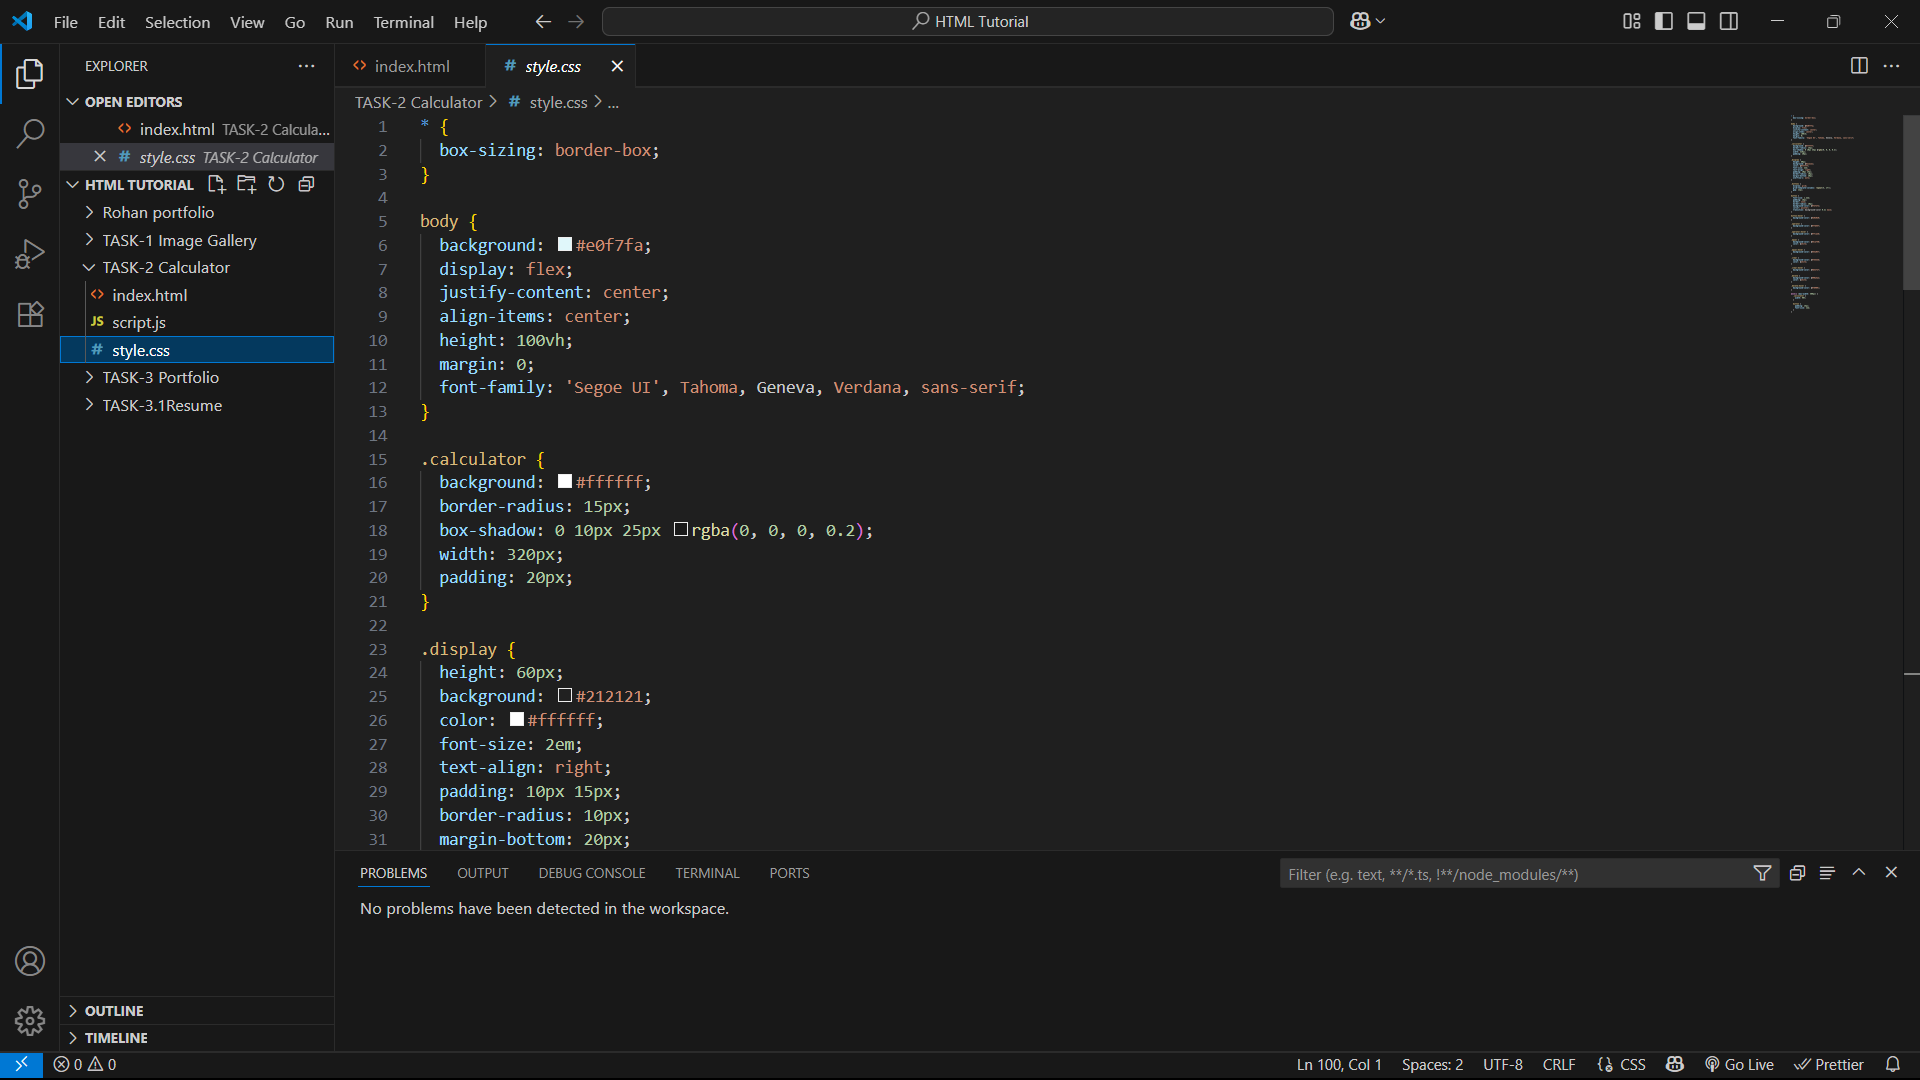 File Edit Selection View Go Run Terminal Help
HTML Tutorial
EXPLORER
OPEN EDITORS
index.html TASK-2 Calcula...
style.css TASK-2 Calculator
HTML TUTORIAL
Rohan portfolio
TASK-1 Image Gallery
TASK-2 Calculator
index.html
JS script.js
# style.css
TASK-3 Portfolio
TASK-3.1Resume
OUTLINE
TIMELINE
index.html
# style.css
TASK-2 Calculator > # style.css > ...
1 * {
2 box-sizing: border-box;
3 }
4
5 body {
6 background: #e0f7fa;
7 display: flex;
8 justify-content: center;
9 align-items: center;
10 height: 100vh;
11 margin: 0;
12 font-family: 'Segoe UI', Tahoma, Geneva, Verdana, sans-serif;
13 }
14
15 .calculator {
16 background: #ffffff;
17 border-radius: 15px;
18 box-shadow: 0 10px 25px rgba(0, 0, 0, 0.2);
19 width: 320px;
20 padding: 20px;
21 }
22
23 .display {
24 height: 60px;
25 background: #212121;
26 color: #ffffff;
27 font-size: 2em;
28 text-align: right;
29 padding: 10px 15px;
30 border-radius: 10px;
31 margin-bottom: 20px;
PROBLEMS OUTPUT DEBUG CONSOLE TERMINAL PORTS
Filter (e.g. text, **/*.ts, !**/node_modules/**)
No problems have been detected in the workspace.
0 0
Ln 100, Col 1 Spaces: 2 UTF-8 CRLF {} CSS Go Live Prettier